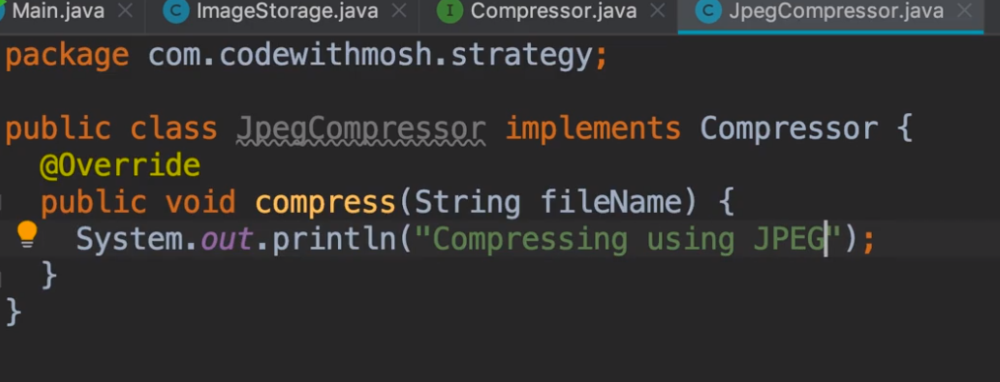 Main.java × C ImageStorage.java × I Compressor.java × C JpegCompressor.java ×
package com.codewithmosh.strategy;
public class JpegCompressor implements Compressor {
@Override
public void compress(String fileName) {
System.out.println("Compressing using JPEG");
}
}